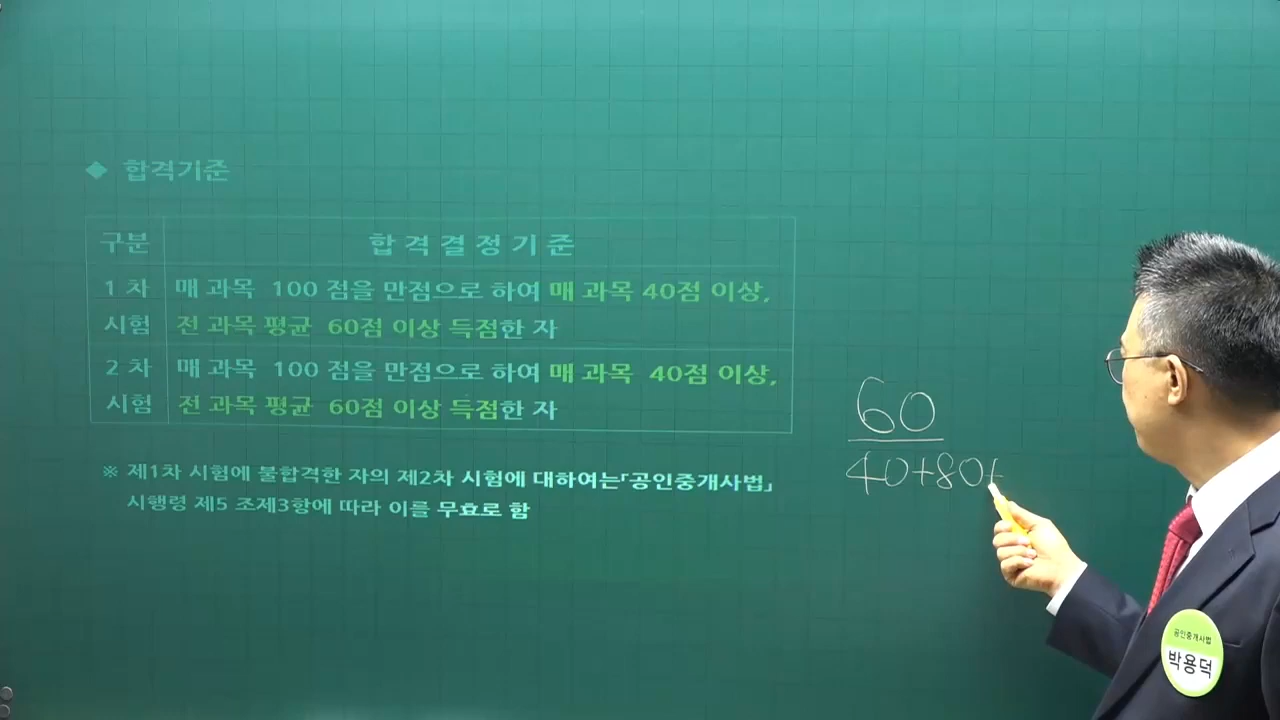 ◆ 합격기준
구분 합격결정기준
1차 시험 매 과목 100 점을 만점으로 하여 매 과목 40점 이상,
전 과목 평균 60점 이상 득점한 자
2차 시험 매 과목 100 점을 만점으로 하여 매 과목 40점 이상,
전 과목 평균 60점 이상 득점한 자
※ 제1차 시험에 불합격한 자의 제2차 시험에 대하여는「공인중개사법」
시행령 제5 조제3항에 따라 이를 무효로 함
60
40+80+
공인중개사법
박용덕